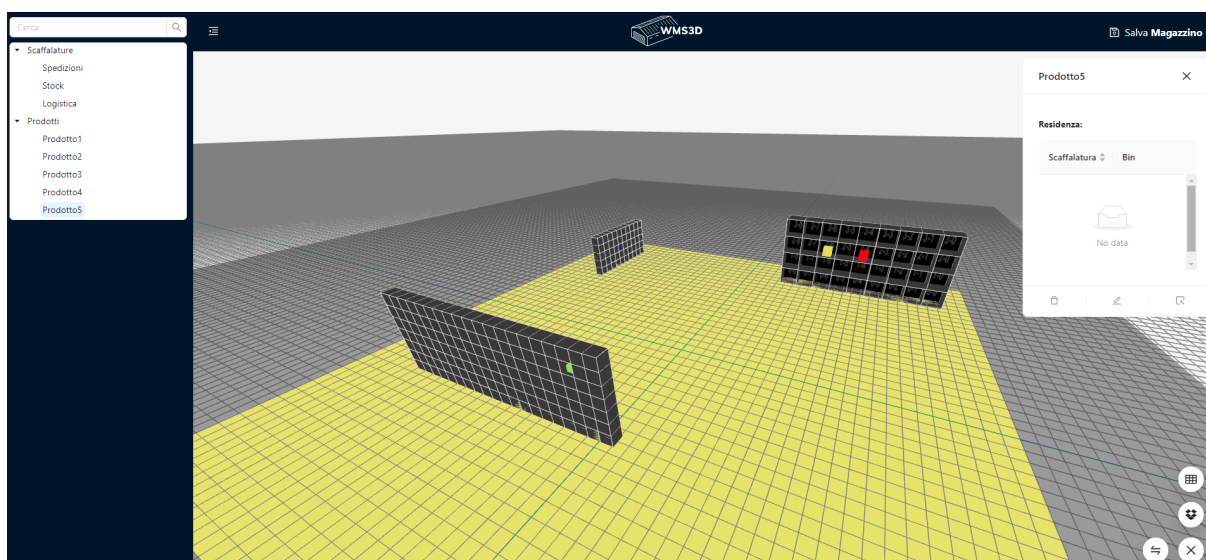 Cerca
WMS3D
Salva Magazzino
Scaffalature
Spedizioni
Stock
Logistica
Prodotti
Prodotto1
Prodotto2
Prodotto3
Prodotto4
Prodotto5
Prodotto5
Residenza:
Scaffalatura Bin
No data